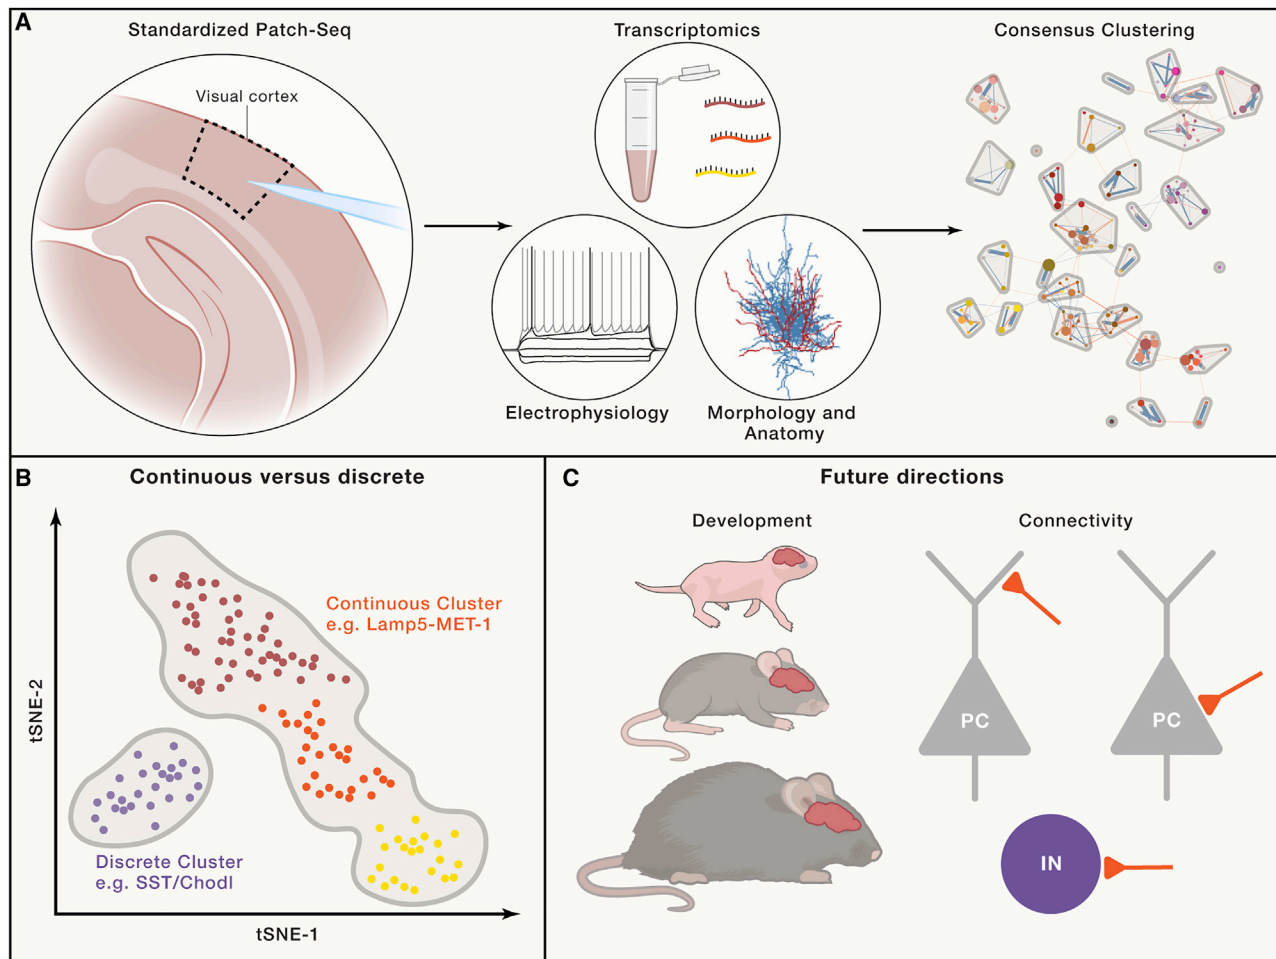 A
Standardized Patch-Seq
Visual cortex
Transcriptomics
Electrophysiology
Morphology and
Anatomy
Consensus Clustering
B
Continuous versus discrete
tSNE-2
Continuous Cluster
e.g. Lamp5-MET-1
Discrete Cluster
e.g. SST/Chodl
tSNE-1
C
Future directions
Development
Connectivity
PC
PC
IN